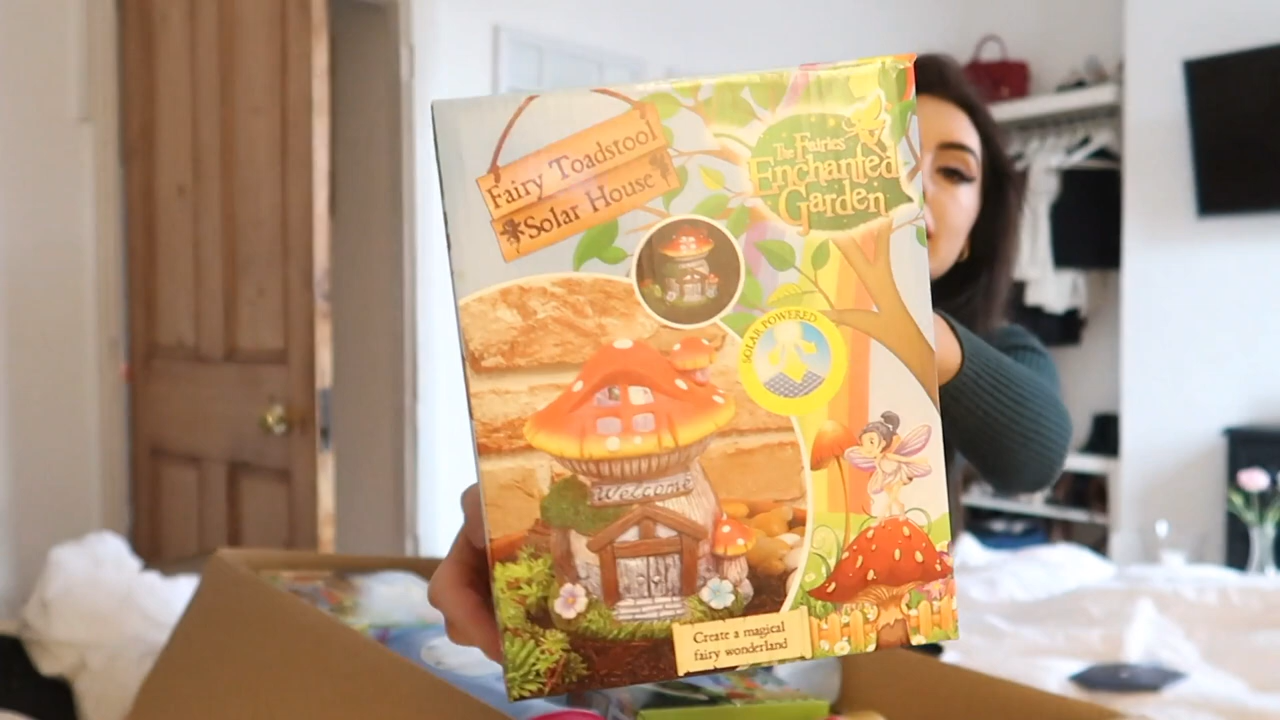 Fairy Toadstool
Solar House
The Fairies'
Enchanted
Garden
SOLAR POWERED
Welcome
Create a magical
fairy wonderland